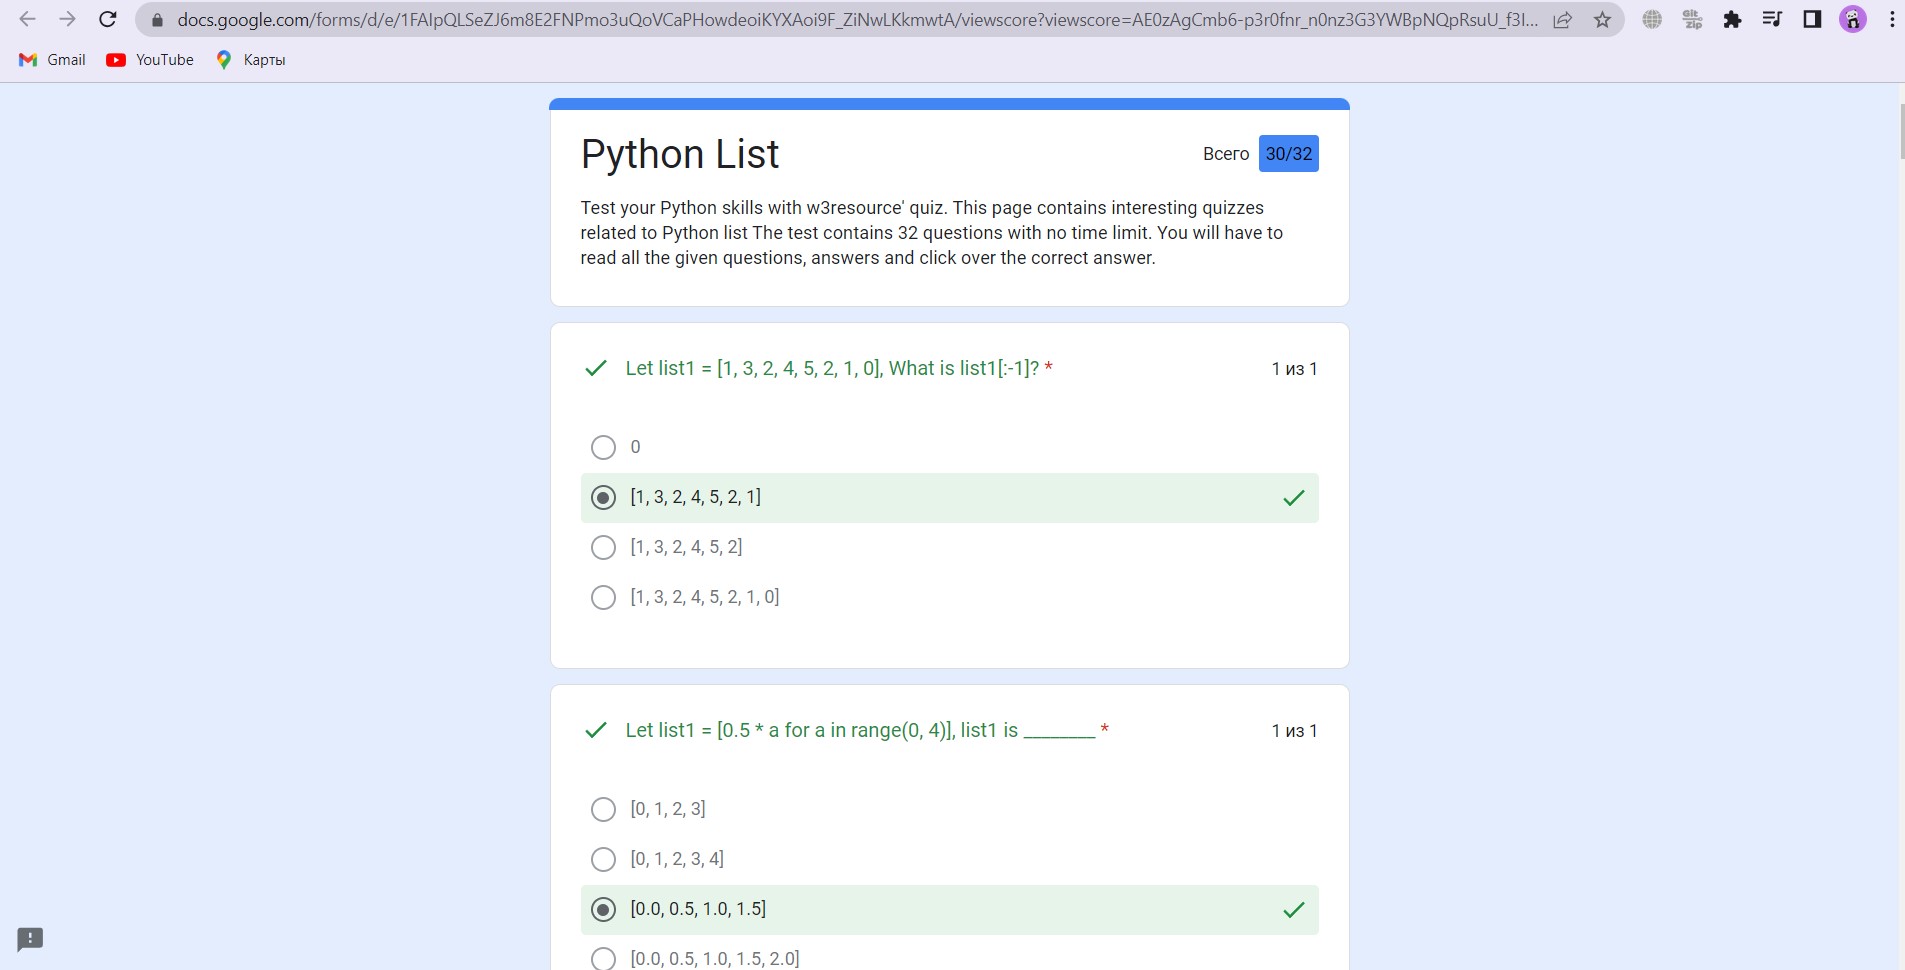 docs.google.com/forms/d/e/1FAIpQLSeZJ6m8E2FNPmo3uQoVCaPHowdeoiKYXAoi9F_ZiNwLKkmwtA/viewscore?viewscore=AE0zAgCmb6-p3r0fnr_n0nz3G3YWBpNQpRsuU_f3I...
Git Zip
Gmail YouTube Карты
Python List
Всего 30/32
Test your Python skills with w3resource' quiz. This page contains interesting quizzes
related to Python list The test contains 32 questions with no time limit. You will have to
read all the given questions, answers and click over the correct answer.
Let list1 = [1, 3, 2, 4, 5, 2, 1, 0], What is list1[:-1]? * 1 из 1
0
[1, 3, 2, 4, 5, 2, 1]
[1, 3, 2, 4, 5, 2]
[1, 3, 2, 4, 5, 2, 1, 0]
Let list1 = [0.5 * a for a in range(0, 4)], list1 is ________ * 1 из 1
[0, 1, 2, 3]
[0, 1, 2, 3, 4]
[0.0, 0.5, 1.0, 1.5]
[0.0, 0.5, 1.0, 1.5, 2.0]